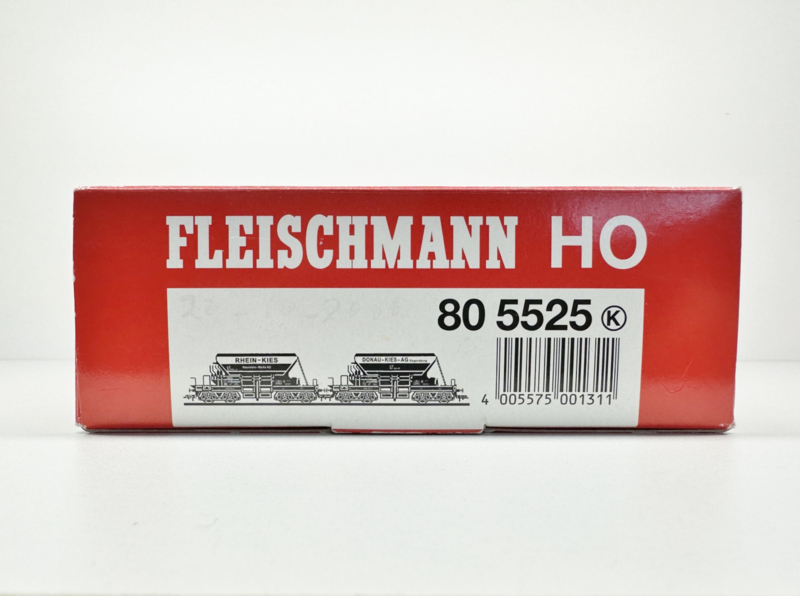 FLEISCHMANN HO
80 5525 K
RHEIN-KIES
DONAU-KIES-AG
4 005575 001311